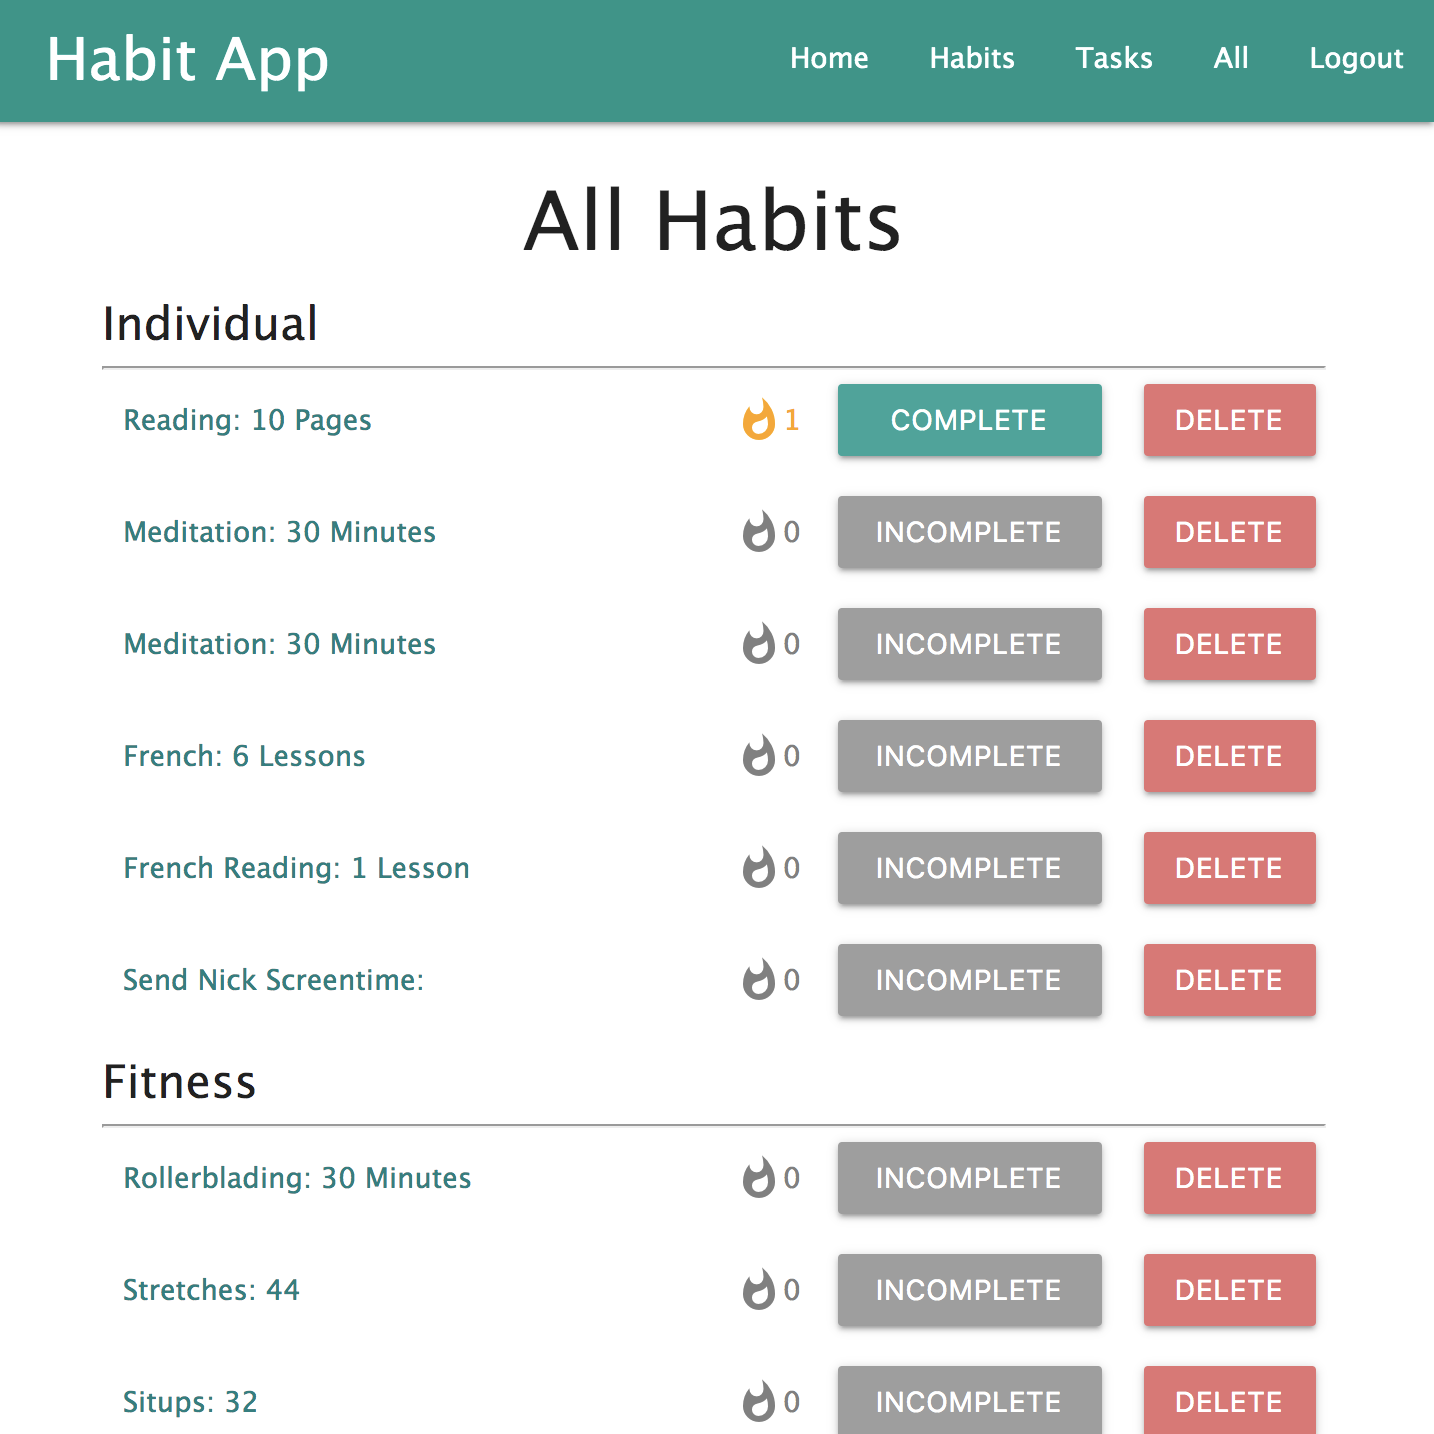 Habit App Home Habits Tasks All Logout
All Habits
Individual
Reading: 10 Pages 1 COMPLETE DELETE
Meditation: 30 Minutes 0 INCOMPLETE DELETE
Meditation: 30 Minutes 0 INCOMPLETE DELETE
French: 6 Lessons 0 INCOMPLETE DELETE
French Reading: 1 Lesson 0 INCOMPLETE DELETE
Send Nick Screentime: 0 INCOMPLETE DELETE
Fitness
Rollerblading: 30 Minutes 0 INCOMPLETE DELETE
Stretches: 44 0 INCOMPLETE DELETE
Situps: 32 0 INCOMPLETE DELETE